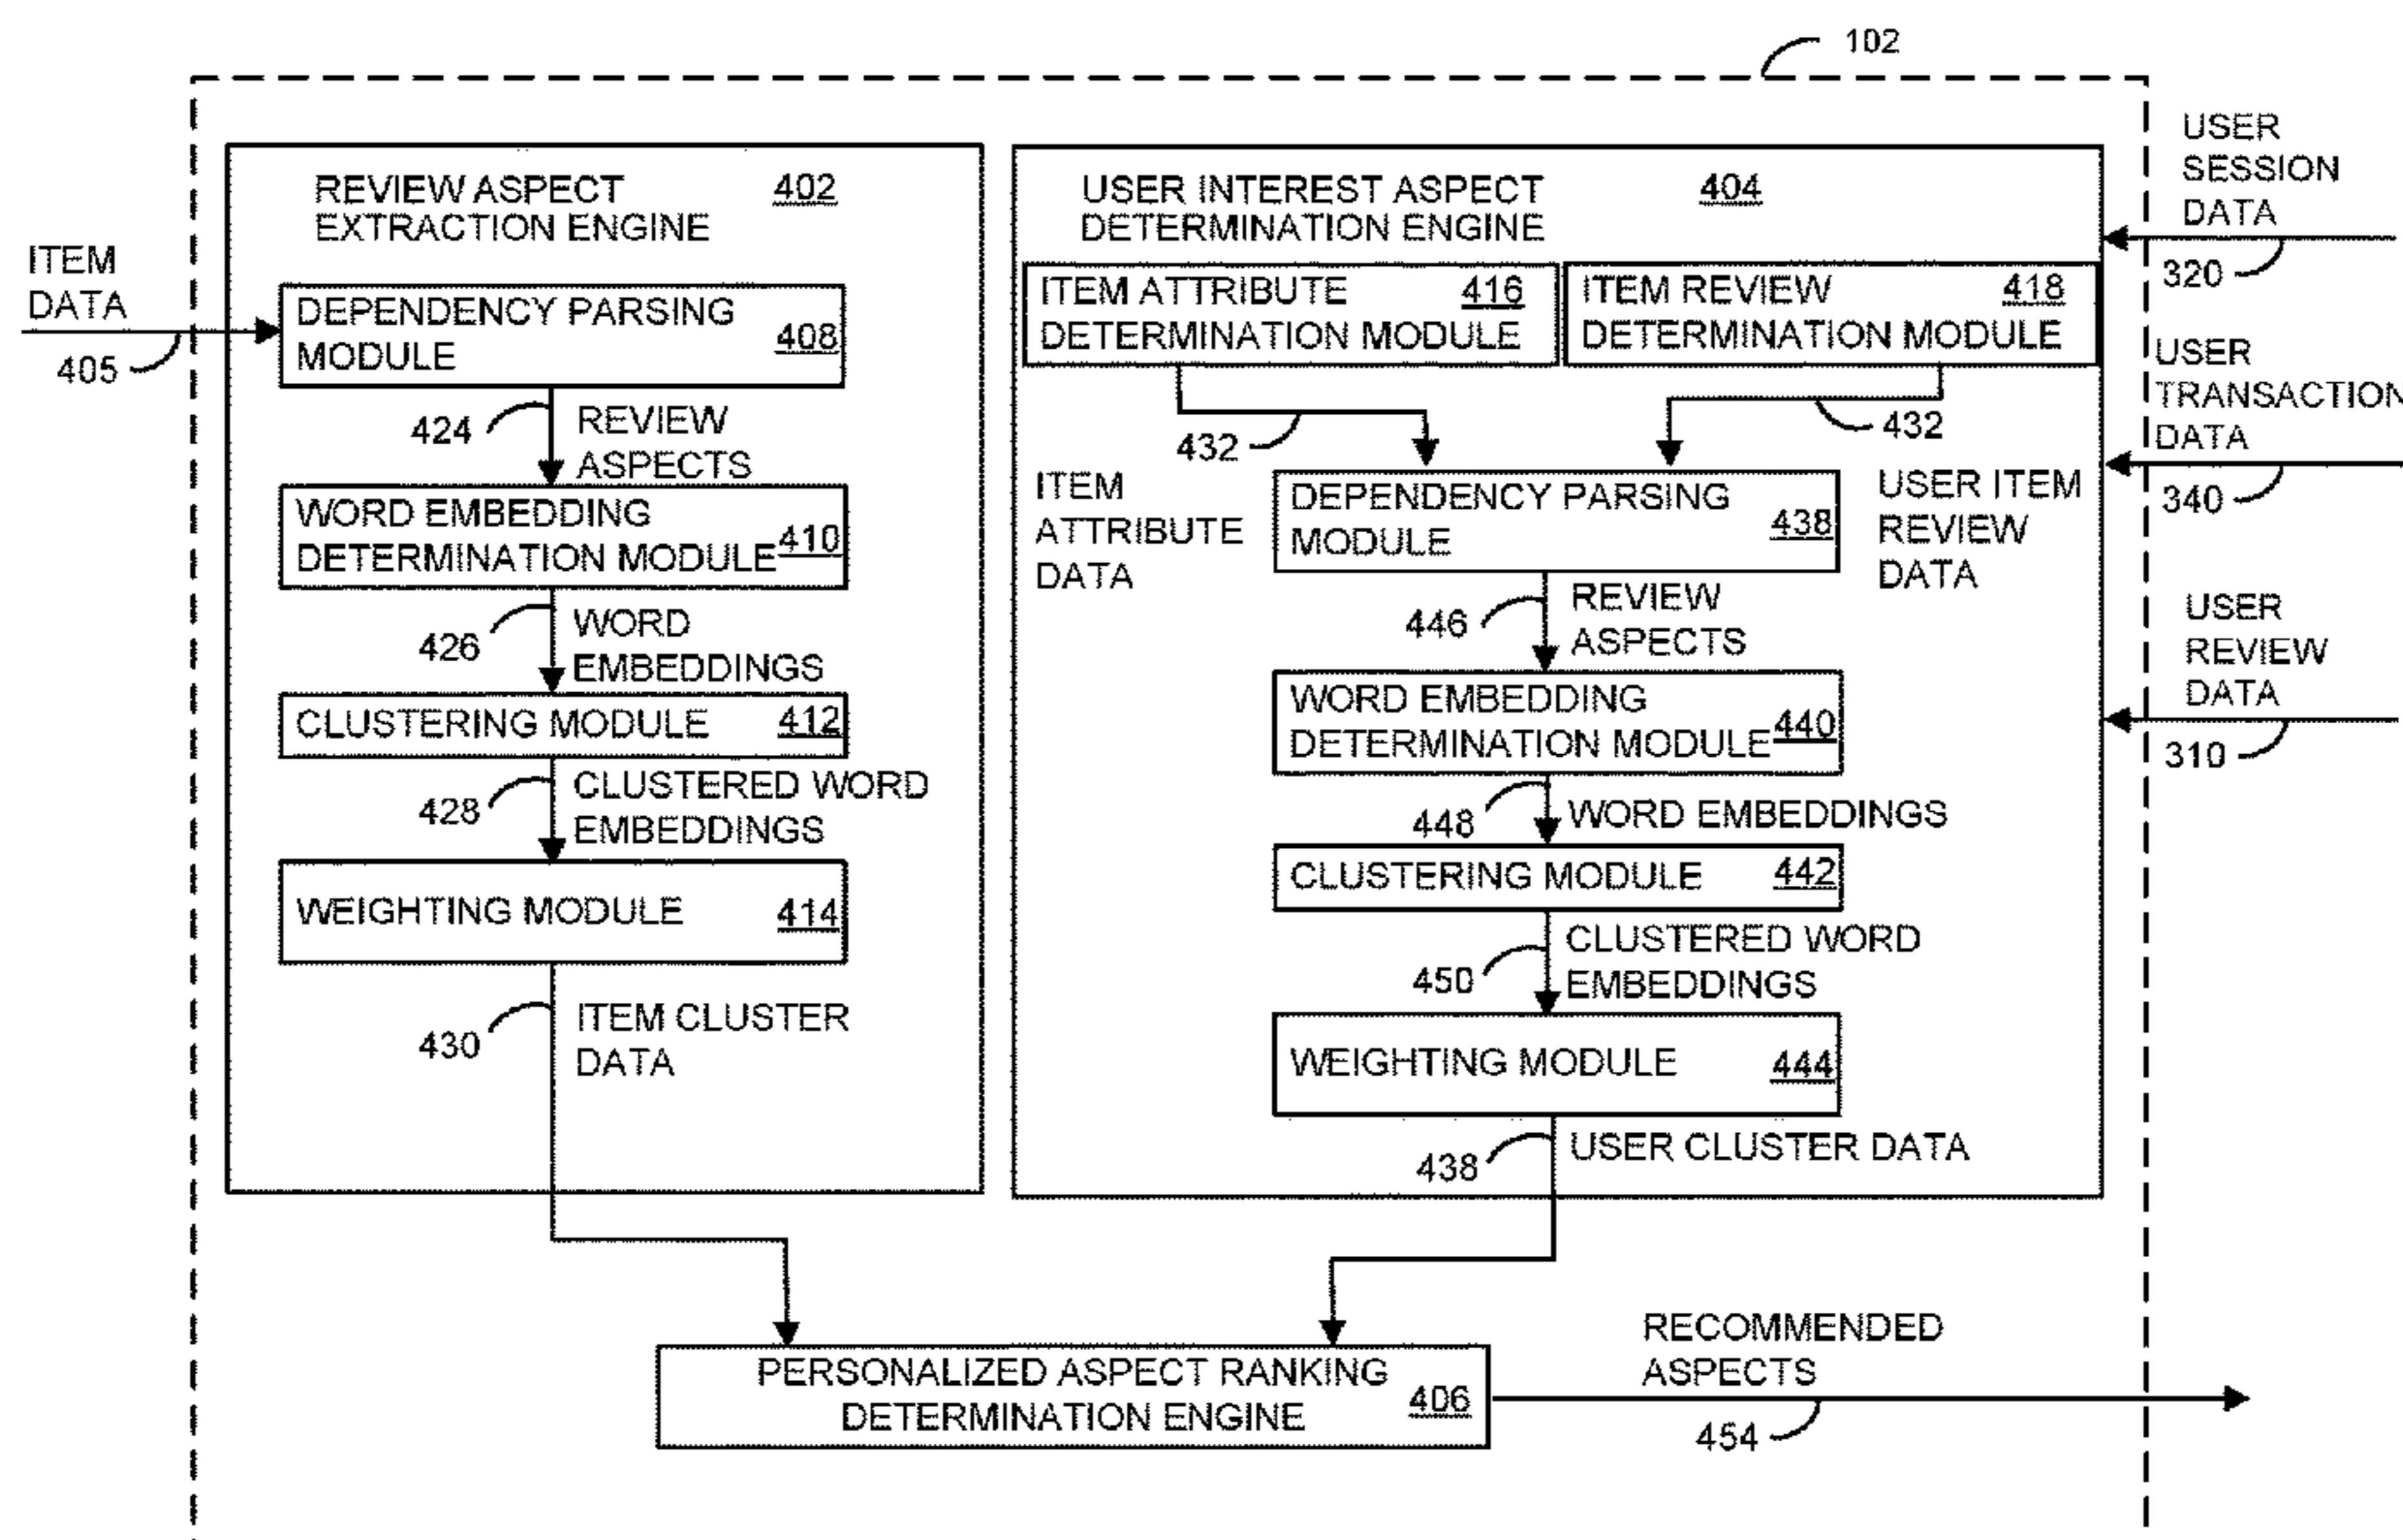 102
USER
SESSION
DATA
320
USER
TRANSACTION
DATA
340
USER
REVIEW
DATA
310
ITEM
DATA
405
REVIEW ASPECT 402
EXTRACTION ENGINE
DEPENDENCY PARSING
MODULE 408
424 REVIEW
ASPECTS
WORD EMBEDDING
DETERMINATION MODULE 410
426 WORD
EMBEDDINGS
CLUSTERING MODULE 412
428 CLUSTERED WORD
EMBEDDINGS
WEIGHTING MODULE 414
430 ITEM CLUSTER
DATA
USER INTEREST ASPECT 404
DETERMINATION ENGINE
ITEM ATTRIBUTE 416
DETERMINATION MODULE
ITEM REVIEW 418
DETERMINATION MODULE
432
432
ITEM
ATTRIBUTE
DATA
DEPENDENCY PARSING
MODULE 438
USER ITEM
REVIEW
DATA
446 REVIEW
ASPECTS
WORD EMBEDDING
DETERMINATION MODULE 440
448 WORD EMBEDDINGS
CLUSTERING MODULE 442
450 CLUSTERED WORD
EMBEDDINGS
WEIGHTING MODULE 444
438 USER CLUSTER DATA
PERSONALIZED ASPECT RANKING
DETERMINATION ENGINE 406
RECOMMENDED
ASPECTS
454